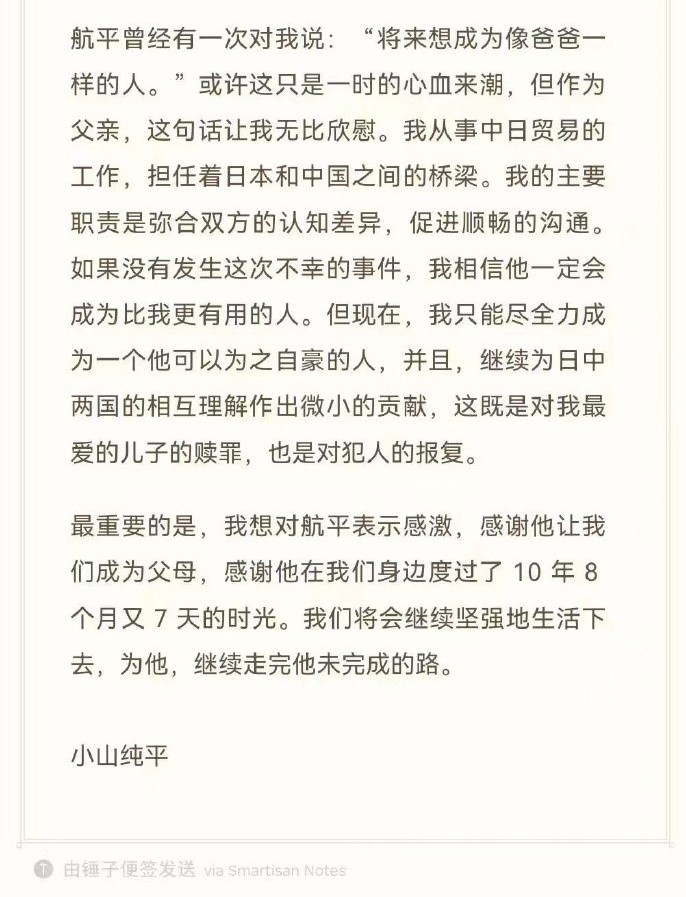 航平曾经有一次对我说：“将来想成为像爸爸一
样的人。”或许这只是一时的心血来潮，但作为
父亲，这句话让我无比欣慰。我从事中日贸易的
工作，担任着日本和中国之间的桥梁。我的主要
职责是弥合双方的认知差异，促进顺畅的沟通。
如果没有发生这次不幸的事件，我相信他一定会
成为比我更有用的人。但现在，我只能尽全力成
为一个他可以为之自豪的人，并且，继续为日中
两国的相互理解作出微小的贡献，这既是对我最
爱的儿子的赎罪，也是对犯人的报复。
最重要的是，我想对航平表示感激，感谢他让我
们成为父母，感谢他在我们身边度过了 10 年 8
个月又 7 天的时光。我们将会继续坚强地生活下
去，为他，继续走完他未完成的路。
小山纯平
由锤子便签发送 via Smartisan Notes